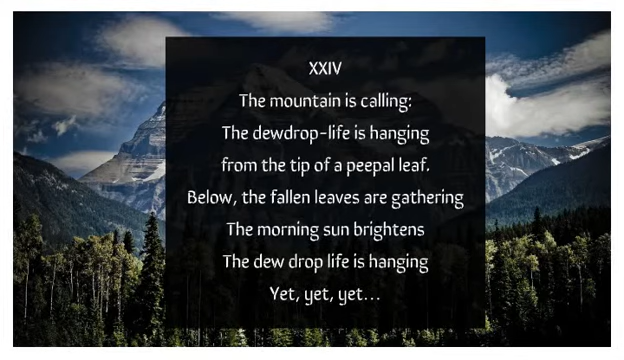 XXIV
The mountain is calling:
The dewdrop-life is hanging
from the tip of a peepal leaf.
Below, the fallen leaves are gathering
The morning sun brightens
The dew drop life is hanging
Yet, yet, yet...